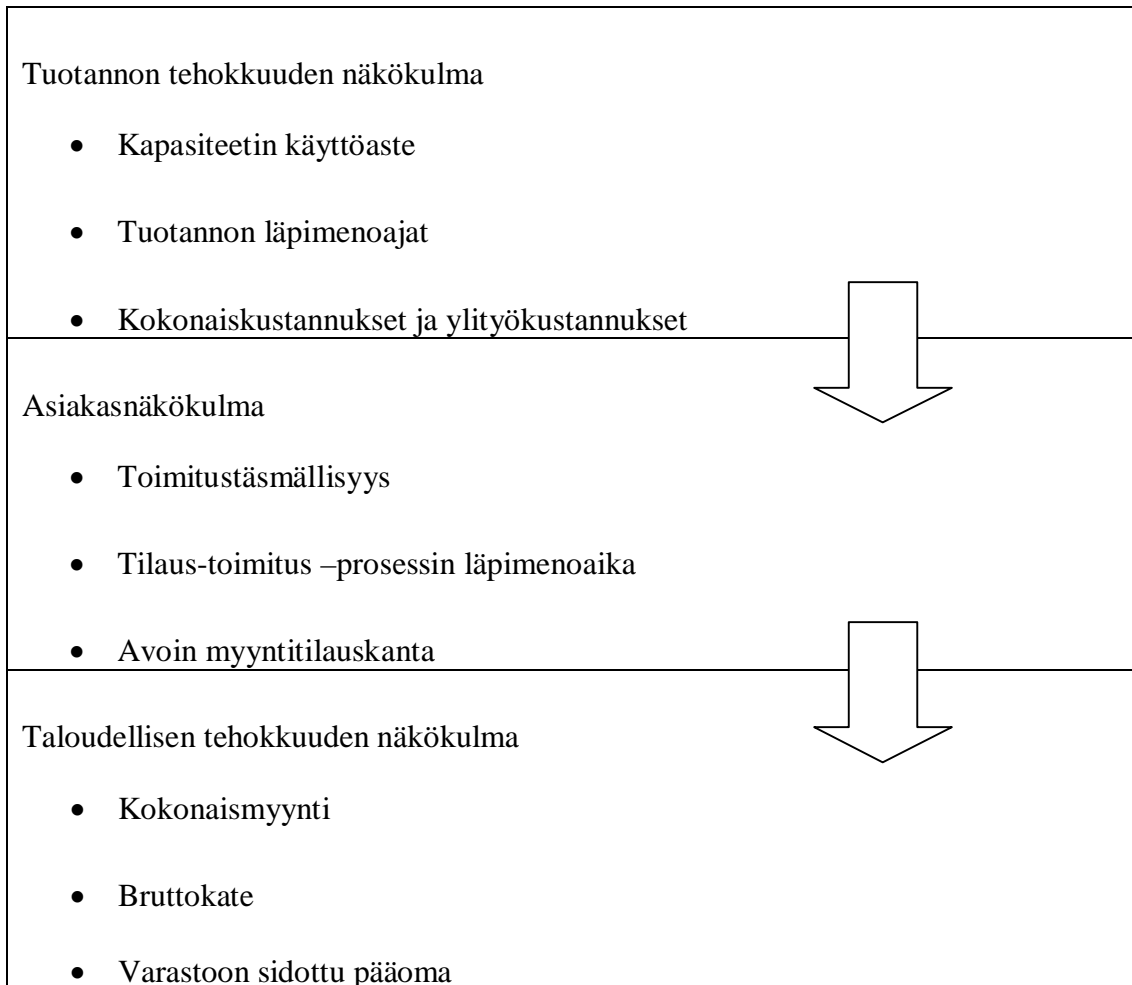 Tuotannon tehokkuuden näkökulma
• Kapasiteetin käyttöaste
• Tuotannon läpimenoajat
• Kokonaiskustannukset ja ylityökustannukset
Asiakasnäkökulma
• Toimitustäsmällisyys
• Tilaus-toimitus –prosessin läpimenoaika
• Avoin myyntitilauskanta
Taloudellisen tehokkuuden näkökulma
• Kokonaismyynti
• Bruttokate
• Varastoon sidottu pääoma